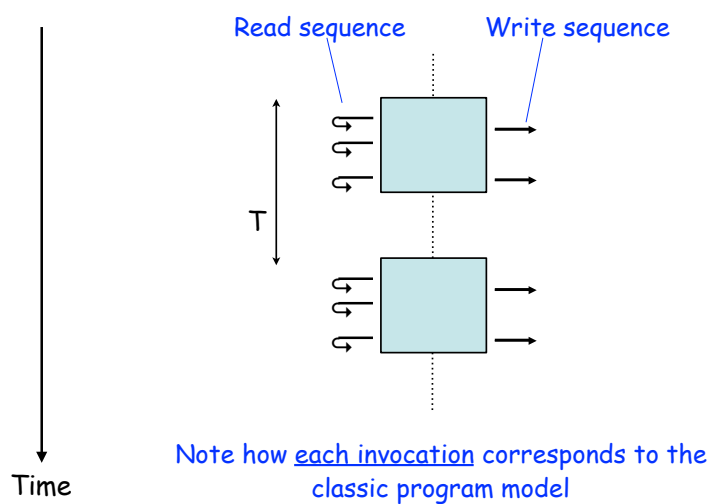 Read sequence
Write sequence
T
Note how each invocation corresponds to the
classic program model
Time